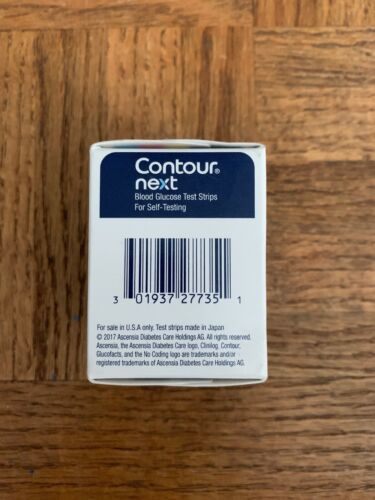 Contour®
next
Blood Glucose Test Strips
For Self-Testing
3 01937 27735 1
For sale in U.S.A only. Test strips made in Japan
© 2017 Ascensia Diabetes Care Holdings AG. All rights reserved.
Ascensia, the Ascensia Diabetes Care logo, Clinilog, Contour,
Glucofacts, and the No Coding logo are trademarks and/or
registered trademarks of Ascensia Diabetes Care Holdings AG.